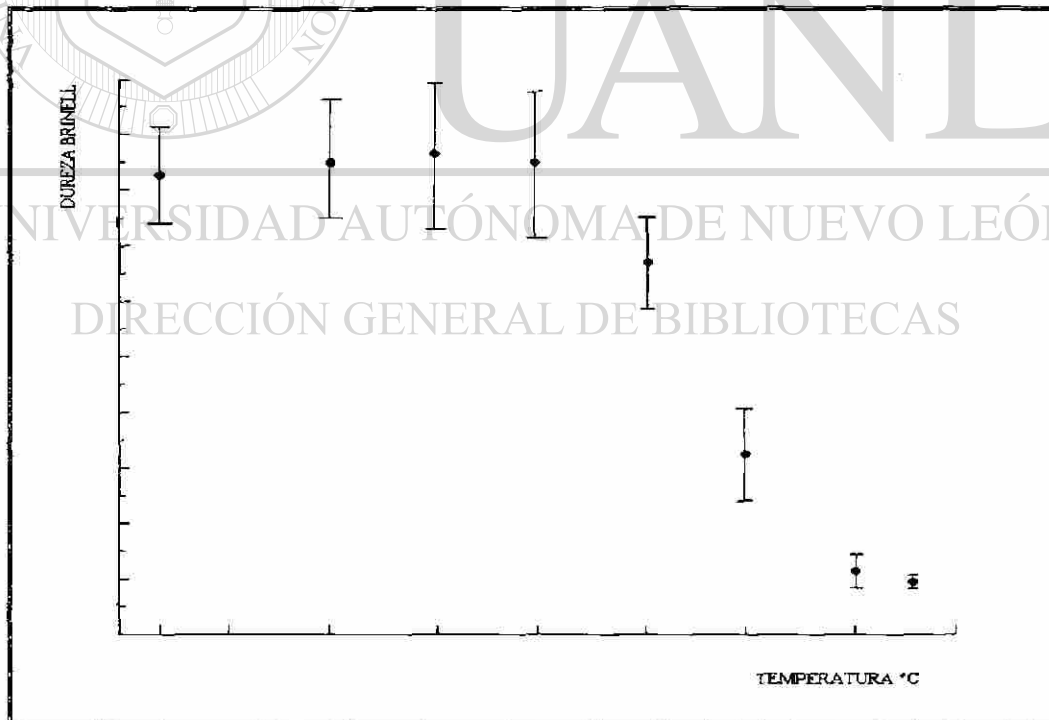 UANL
DUREZA BRINELL
UNIVERSIDAD AUTÓNOMA DE NUEVO LEÓN
DIRECCIÓN GENERAL DE BIBLIOTECAS
TEMPERATURA °C